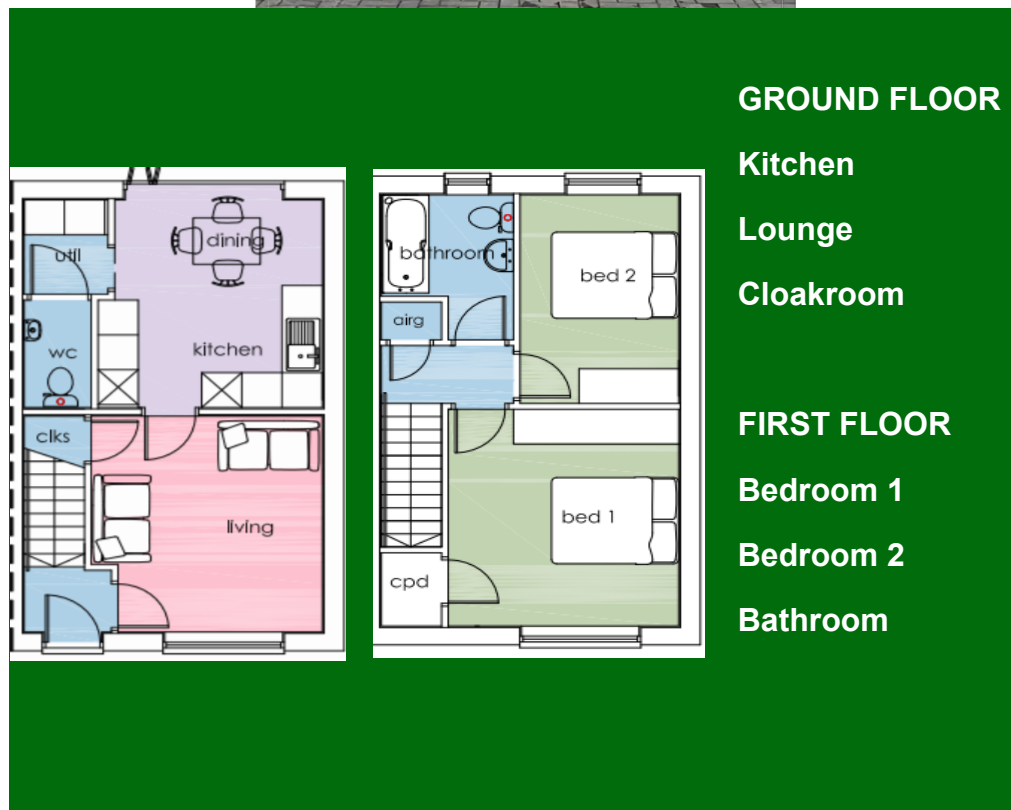 GROUND FLOOR
Kitchen
Lounge
Cloakroom
FIRST FLOOR
Bedroom 1
Bedroom 2
Bathroom
util
dining
wc
kitchen
clks
living
bathroom
bed 2
airg
bed 1
cpd